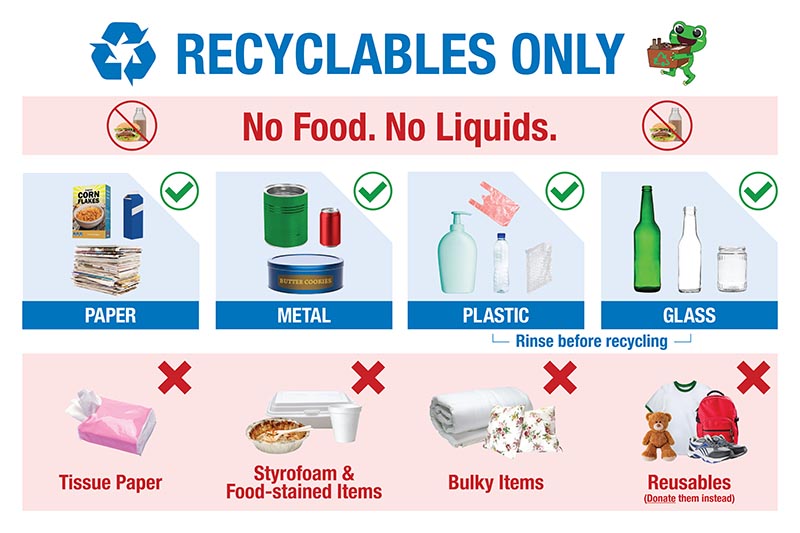 RECYCLABLES ONLY
No Food. No Liquids.
CORN
FLAKES
BUTTER COOKIES
PAPER
METAL
PLASTIC
GLASS
Rinse before recycling
Tissue Paper
Styrofoam &
Food-stained Items
Bulky Items
Reusables
(Donate them instead)